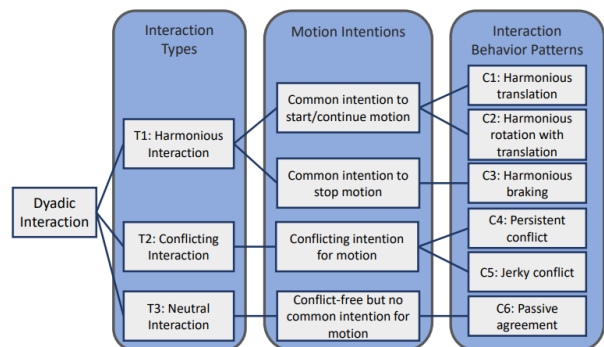 Interaction
Types
Motion Intentions
Interaction
Behavior Patterns
Dyadic
Interaction
T1: Harmonious
Interaction
T2: Conflicting
Interaction
T3: Neutral
Interaction
Common intention to
start/continue motion
Common intention to
stop motion
Conflicting intention
for motion
Conflict-free but no
common intention for
motion
C1: Harmonious
translation
C2: Harmonious
rotation with
translation
C3: Harmonious
braking
C4: Persistent
conflict
C5: Jerky conflict
C6: Passive
agreement